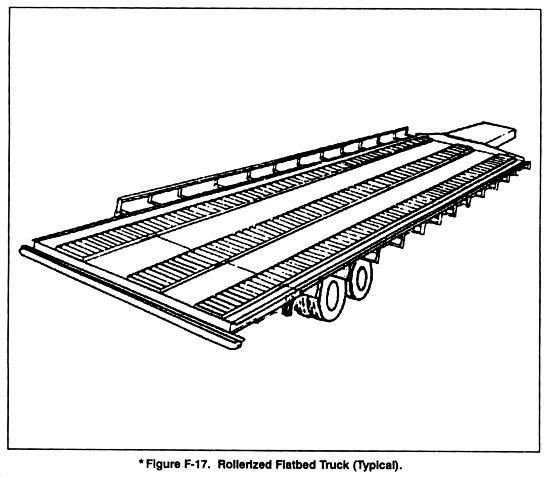 * Figure F-17. Rollerized Flatbed Truck (Typical).